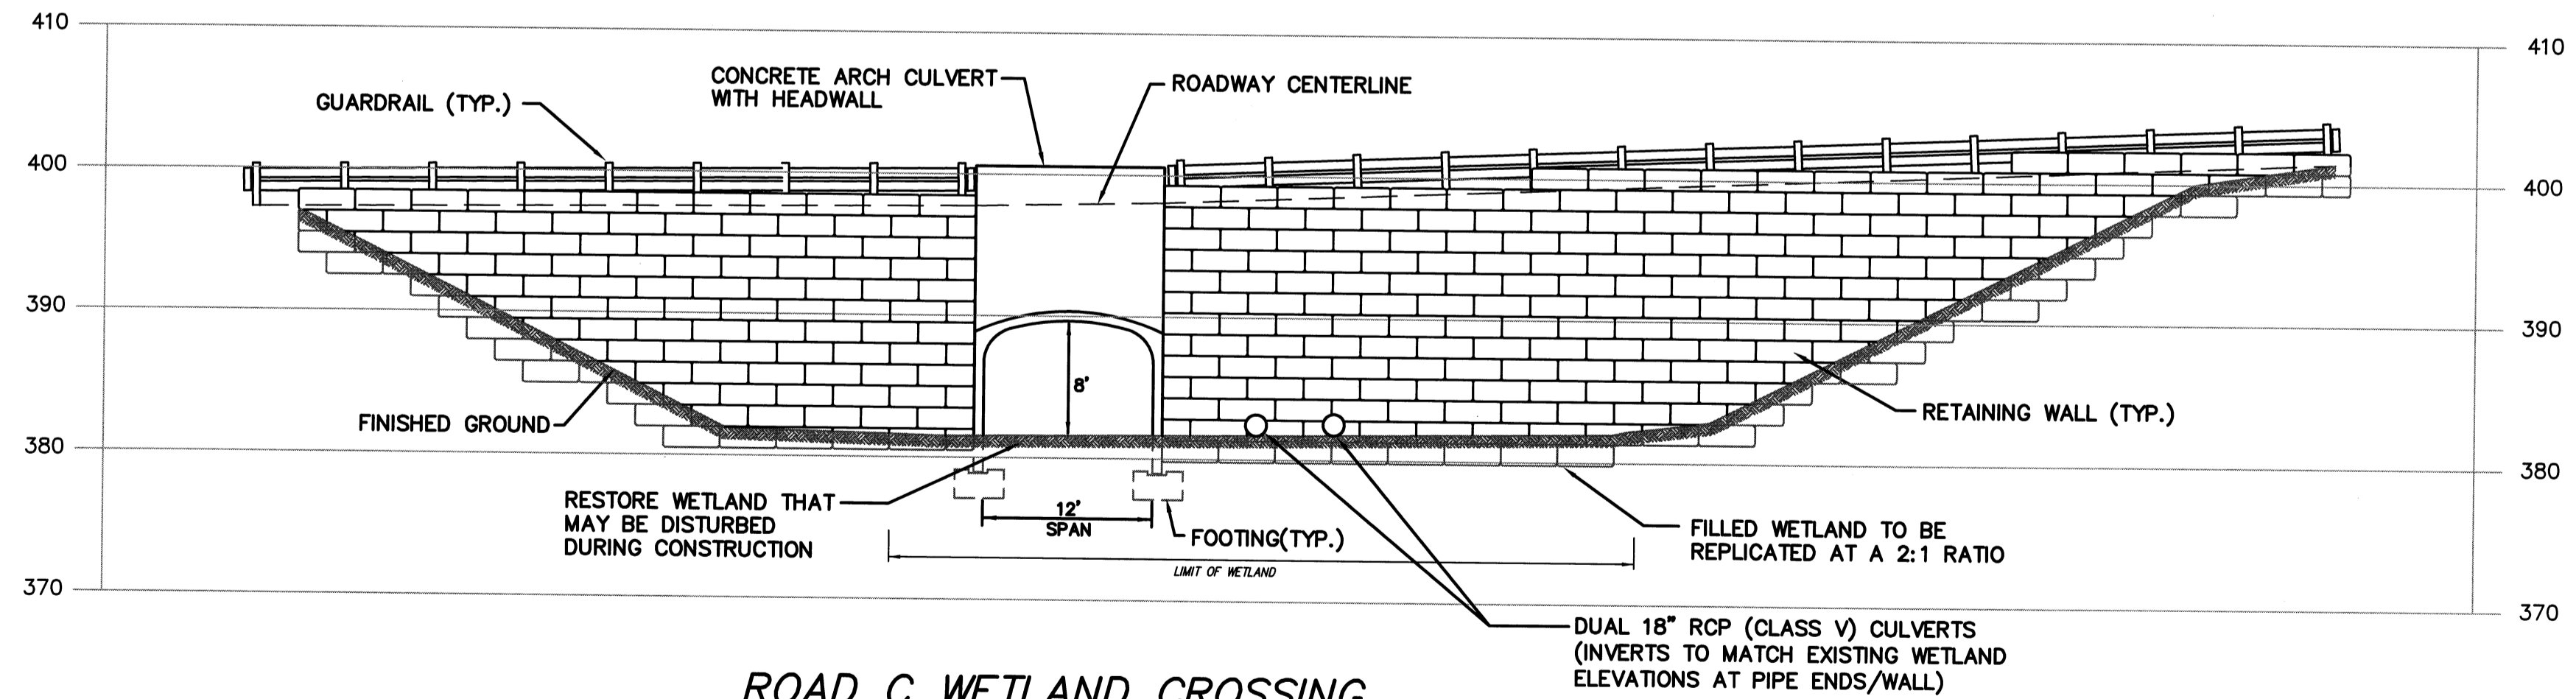 410
410
CONCRETE ARCH CULVERT
WITH HEADWALL
ROADWAY CENTERLINE
GUARDRAIL (TYP.)
400
400
390
390
8'
FINISHED GROUND
RETAINING WALL (TYP.)
380
380
RESTORE WETLAND THAT
MAY BE DISTURBED
DURING CONSTRUCTION
12'
SPAN
FOOTING(TYP.)
FILLED WETLAND TO BE
REPLICATED AT A 2:1 RATIO
LIMIT OF WETLAND
370
370
DUAL 18" RCP (CLASS V) CULVERTS
(INVERTS TO MATCH EXISTING WETLAND
ELEVATIONS AT PIPE ENDS/WALL)
ROAD C WETLAND CROSSING